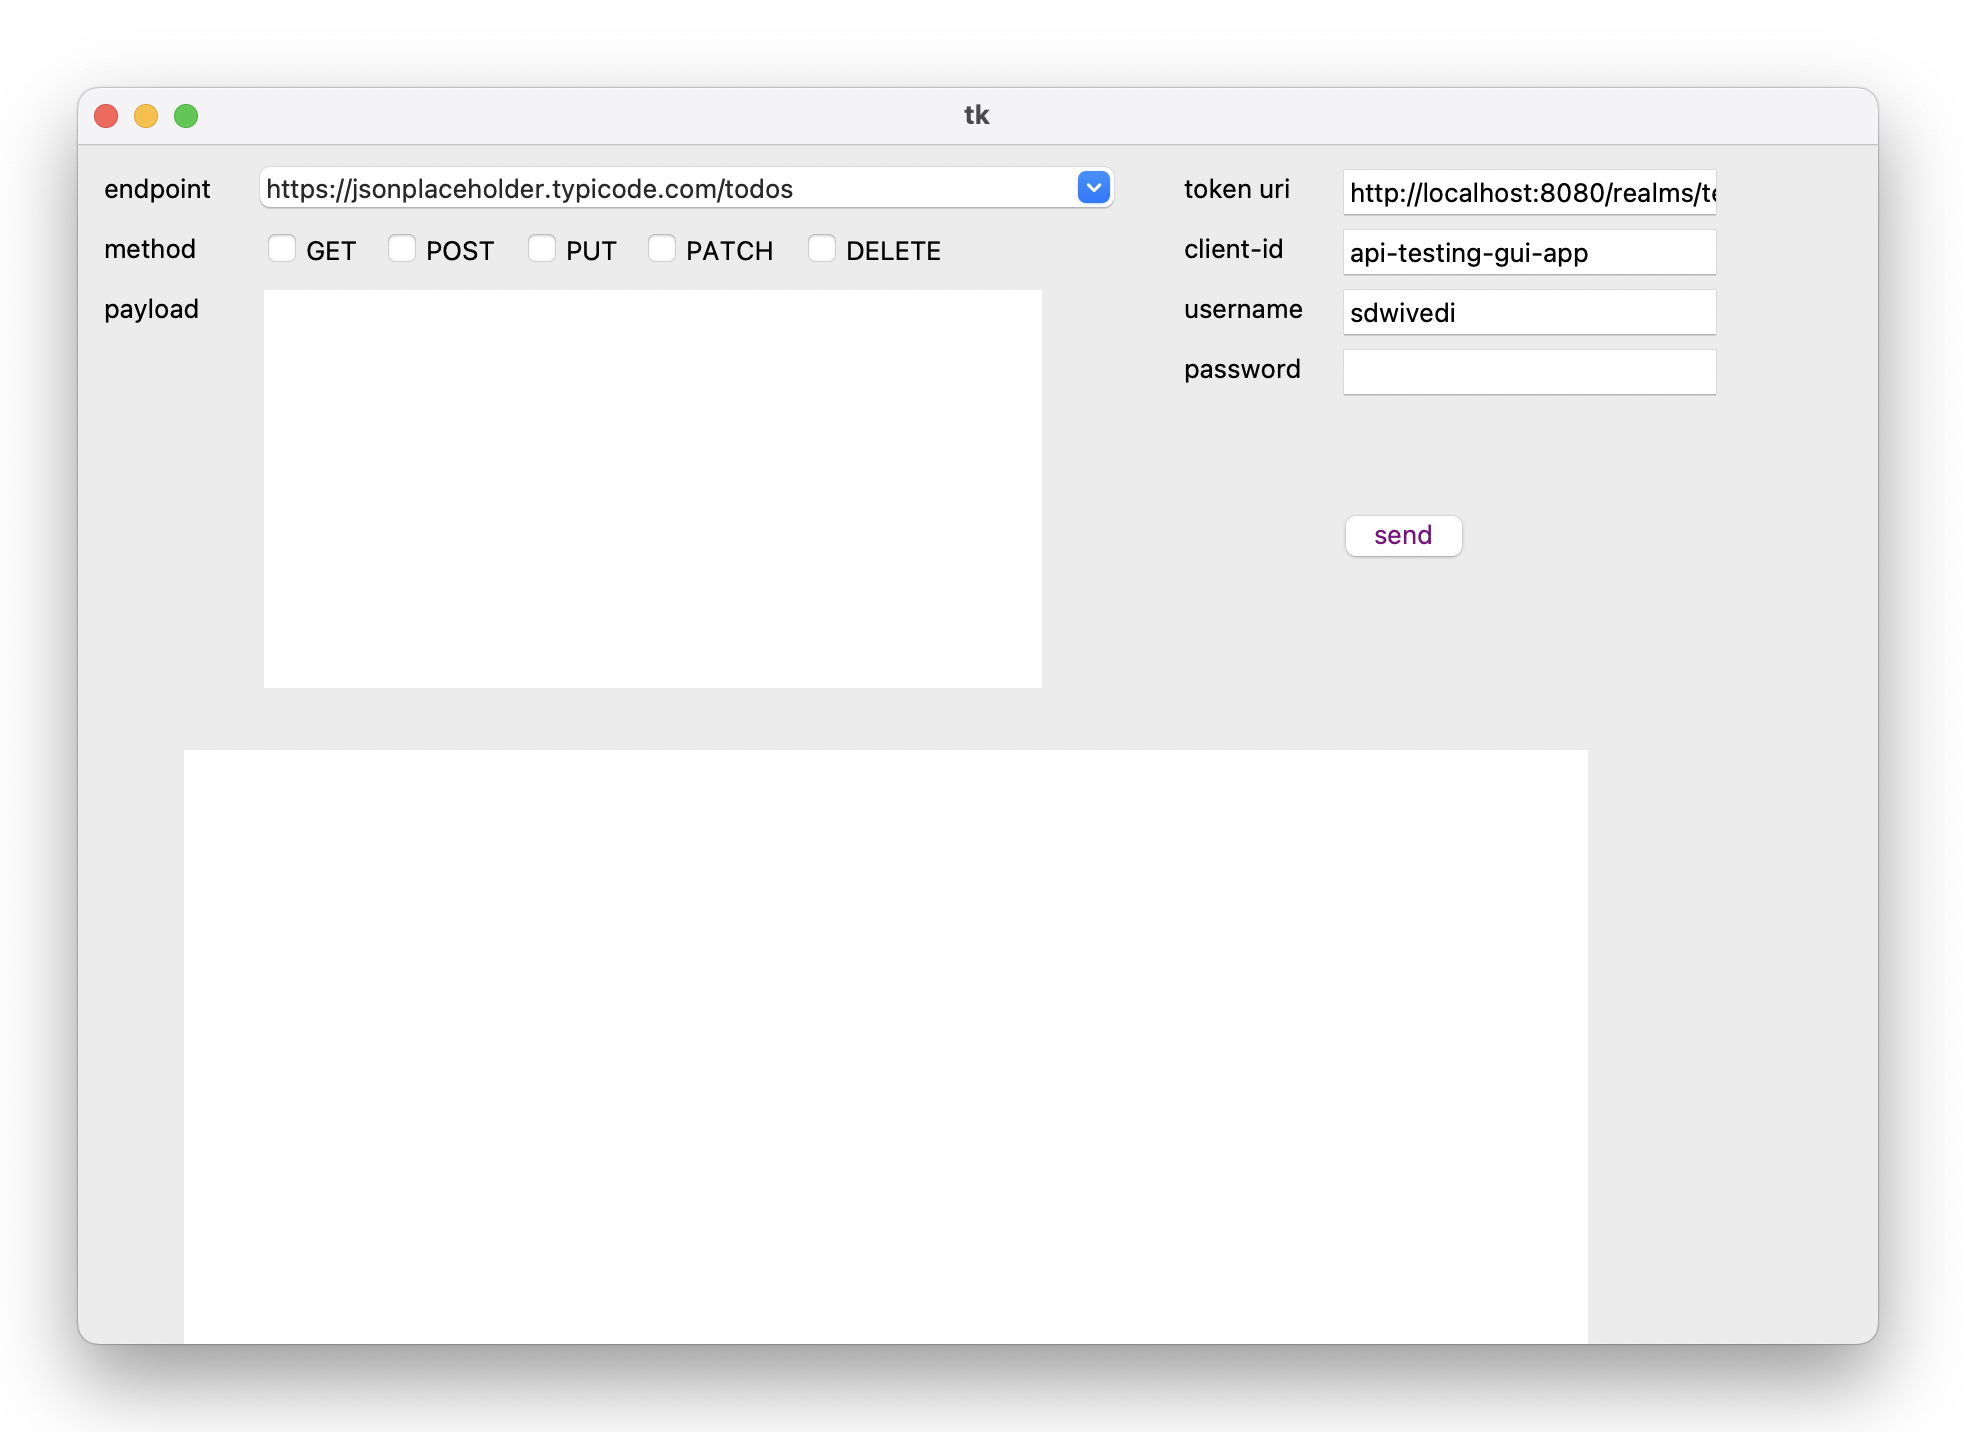 tk
endpoint
https://jsonplaceholder.typicode.com/todos
method
GET POST PUT PATCH DELETE
payload
token uri
http://localhost:8080/realms/te
client-id
api-testing-gui-app
username
sdwivedi
password
send